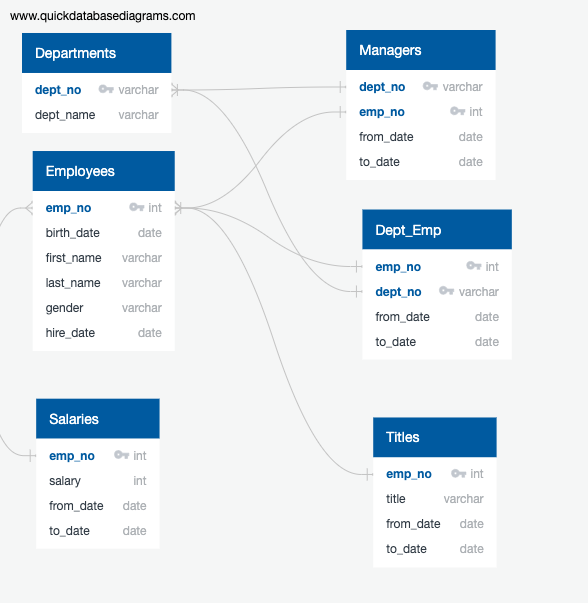 www.quickdatabasediagrams.com
Departments
dept_no varchar
dept_name varchar
Managers
dept_no varchar
emp_no int
from_date date
to_date date
Employees
emp_no int
birth_date date
first_name varchar
last_name varchar
gender varchar
hire_date date
Dept_Emp
emp_no int
dept_no varchar
from_date date
to_date date
Salaries
emp_no int
salary int
from_date date
to_date date
Titles
emp_no int
title varchar
from_date date
to_date date